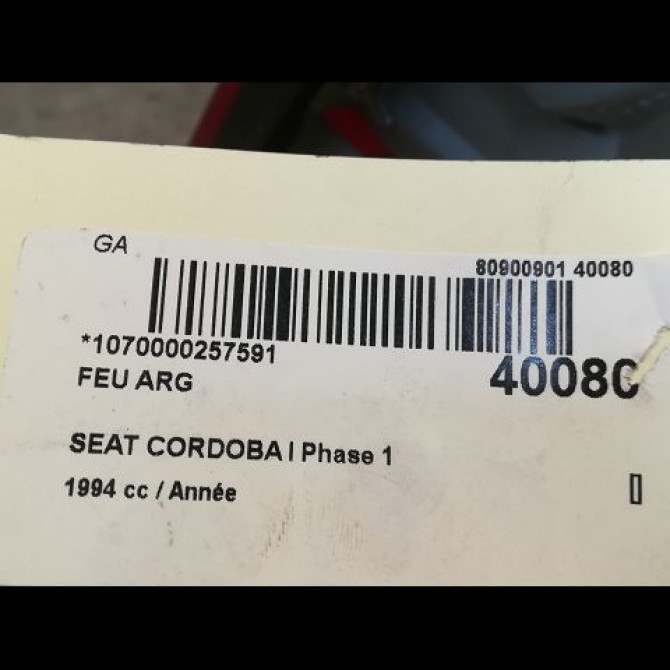 GA
80900901 40080
*1070000257591
40080
FEU ARG
SEAT CORDOBA I Phase 1
1994 cc / Année